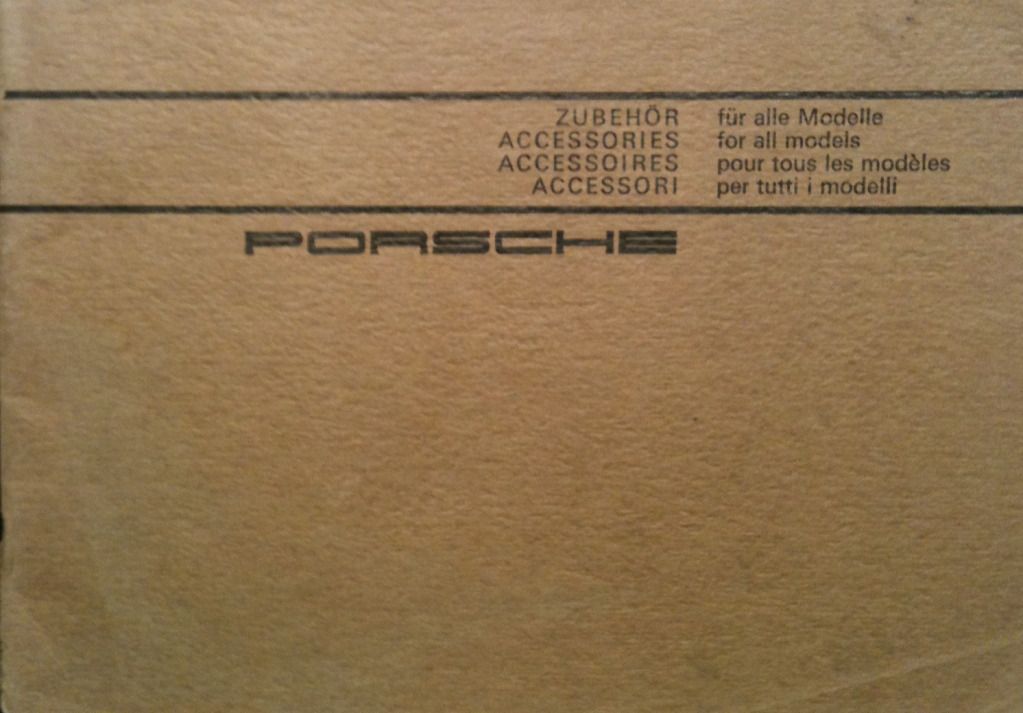 ZUBEHÖR für alle Modelle
ACCESSORIES for all models
ACCESSOIRES pour tous les modèles
ACCESSORI per tutti i modelli
PORSCHE